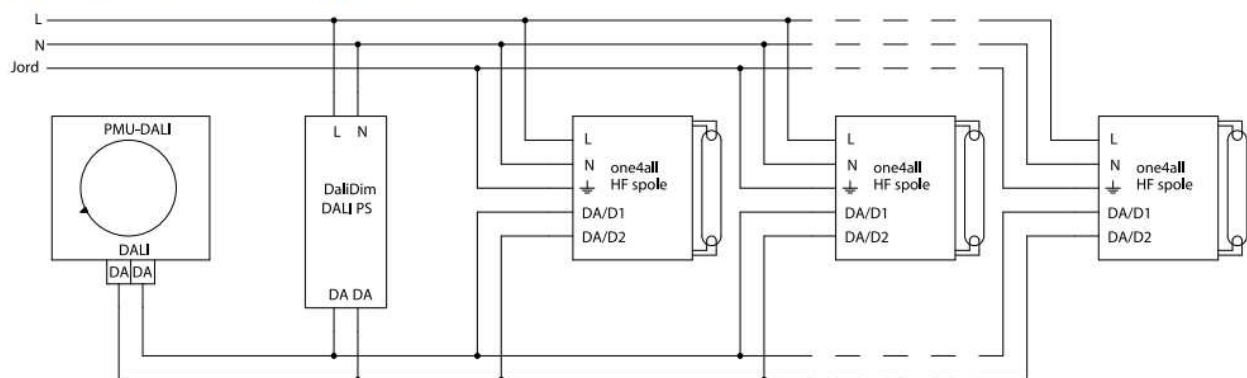 L
N
Jord
PMU-DALI
DALI
DA DA
L N
DaliDim
DALI PS
DA DA
L
N
one4all
HF spole
DA/D1
DA/D2
L
N
one4all
HF spole
DA/D1
DA/D2
L
N
one4all
HF spole
DA/D1
DA/D2